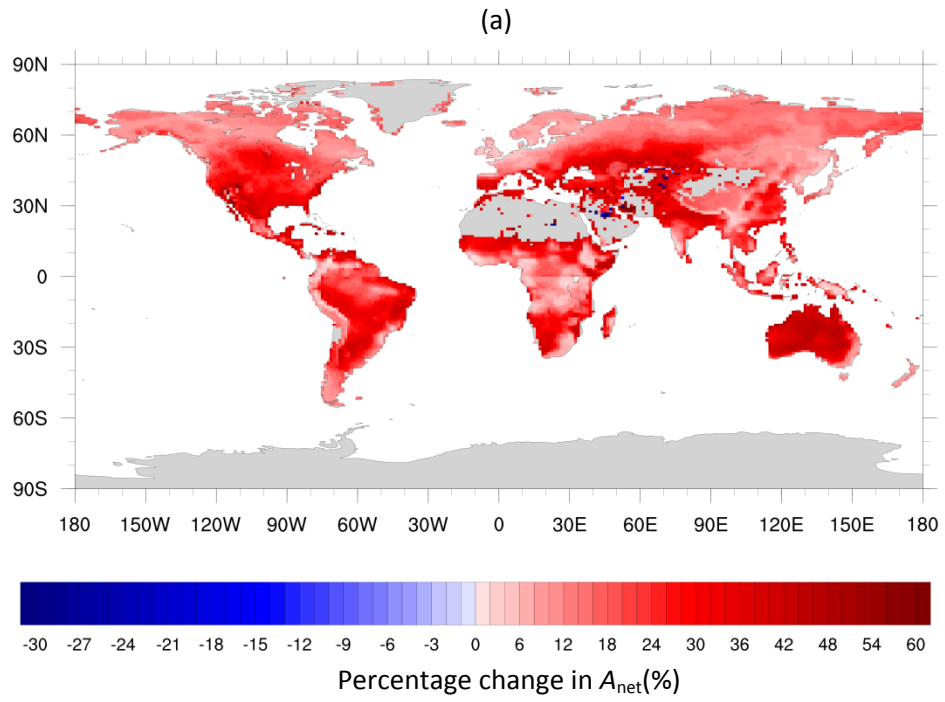 (a)
90N
60N
30N
0
30S
60S
90S
180 150W 120W 90W 60W 30W 0 30E 60E 90E 120E 150E 180
-30 -27 -24 -21 -18 -15 -12 -9 -6 -3 0 6 12 18 24 30 36 42 48 54 60
Percentage change in Anet(%)